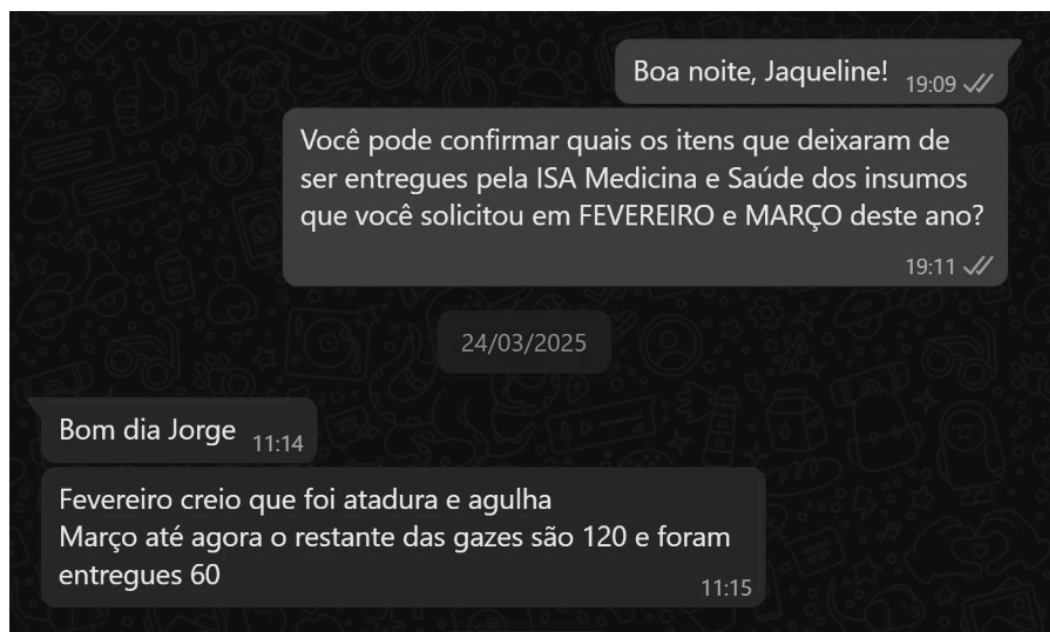 Boa noite, Jaqueline! 19:09
Você pode confirmar quais os itens que deixaram de
ser entregues pela ISA Medicina e Saúde dos insumos
que você solicitou em FEVEREIRO e MARÇO deste ano?
19:11
24/03/2025
Bom dia Jorge 11:14
Fevereiro creio que foi atadura e agulha
Março até agora o restante das gazes são 120 e foram
entregues 60 11:15